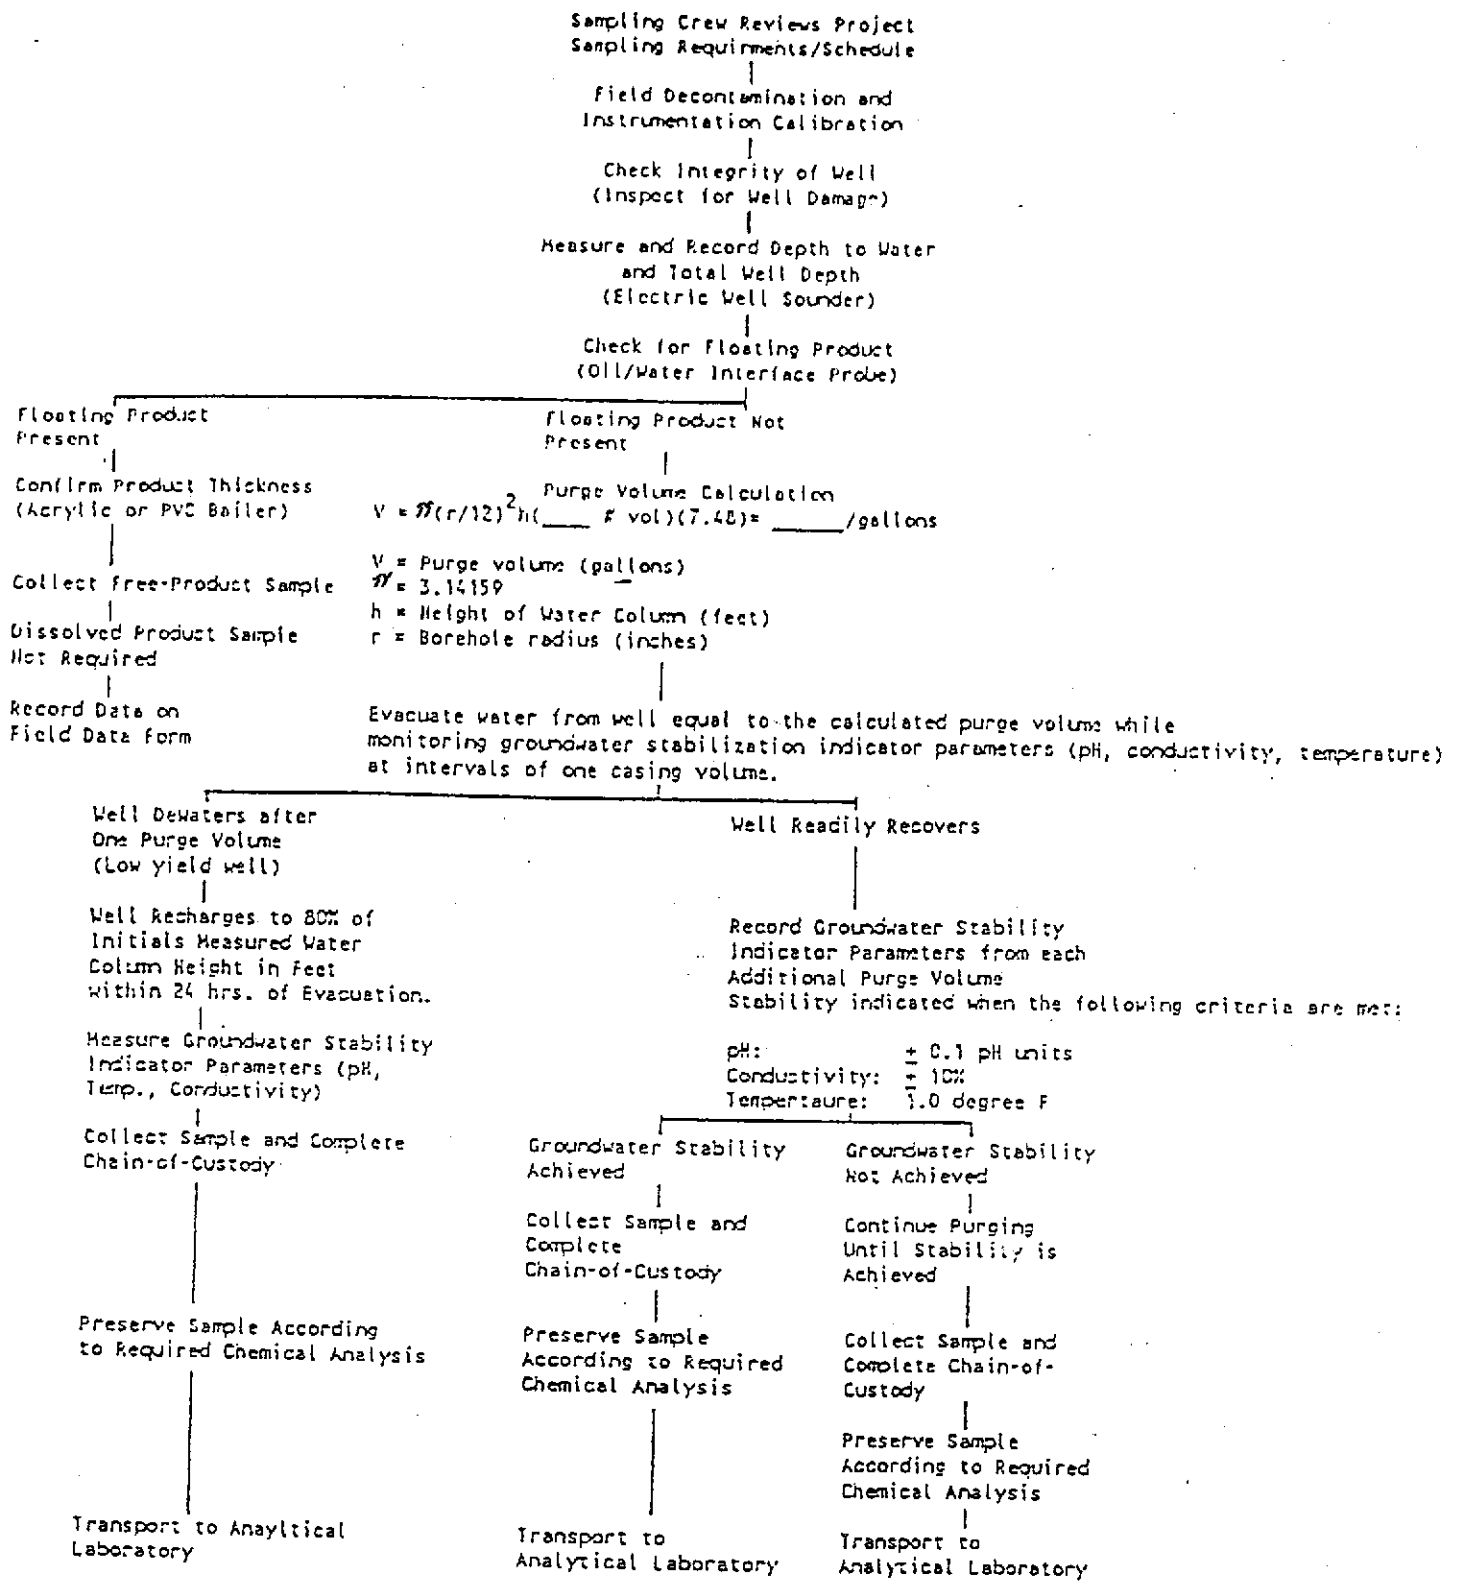 Sampling Crew Reviews Project
Sampling Requirments/Schedule
Field Decontamination and
Instrumentation Calibration
Check Integrity of Well
(Inspect for Well Damage)
Measure and Record Depth to Water
and Total Well Depth
(Electric Well Sounder)
Check for Floating Product
(Oil/Water Interface Probe)
Floating Product
Present
Confirm Product Thickness
(Acrylic or PVC Bailer)
Collect Free-Product Sample
Dissolved Product Sample
Not Required
Record Data on
Field Data Form
Floating Product Not
Present
Purge Volume Calculation
V = π(r/12)²h(____ # vol)(7.48)= ______/gallons
V = Purge volume (gallons)
π = 3.14159
h = Height of Water Column (feet)
r = Borehole radius (inches)
Evacuate water from well equal to the calculated purge volume while
monitoring groundwater stabilization indicator parameters (pH, conductivity, temperature)
at intervals of one casing volume.
Well Dewaters after
One Purge Volume
(Low yield well)
Well Recharges to 80% of
Initials Measured Water
Column Height in Feet
within 24 hrs. of Evacuation.
Measure Groundwater Stability
Indicator Parameters (pH,
Temp., Conductivity)
Collect Sample and Complete
Chain-of-Custody
Preserve Sample According
to Required Chemical Analysis
Transport to Anayltical
Laboratory
Well Readily Recovers
Record Groundwater Stability
Indicator Parameters from each
Additional Purge Volume
Stability indicated when the following criteria are met:
pH: ± 0.1 pH units
Conductivity: ± 10%
Tempertaure: 1.0 degree F
Groundwater Stability
Achieved
Collect Sample and
Complete
Chain-of-Custody
Preserve Sample
According to Required
Chemical Analysis
Transport to
Analytical Laboratory
Groundwater Stability
Not Achieved
Continue Purging
Until Stability is
Achieved
Collect Sample and
Complete Chain-of-
Custody
Preserve Sample
According to Required
Chemical Analysis
Transport to
Analytical Laboratory